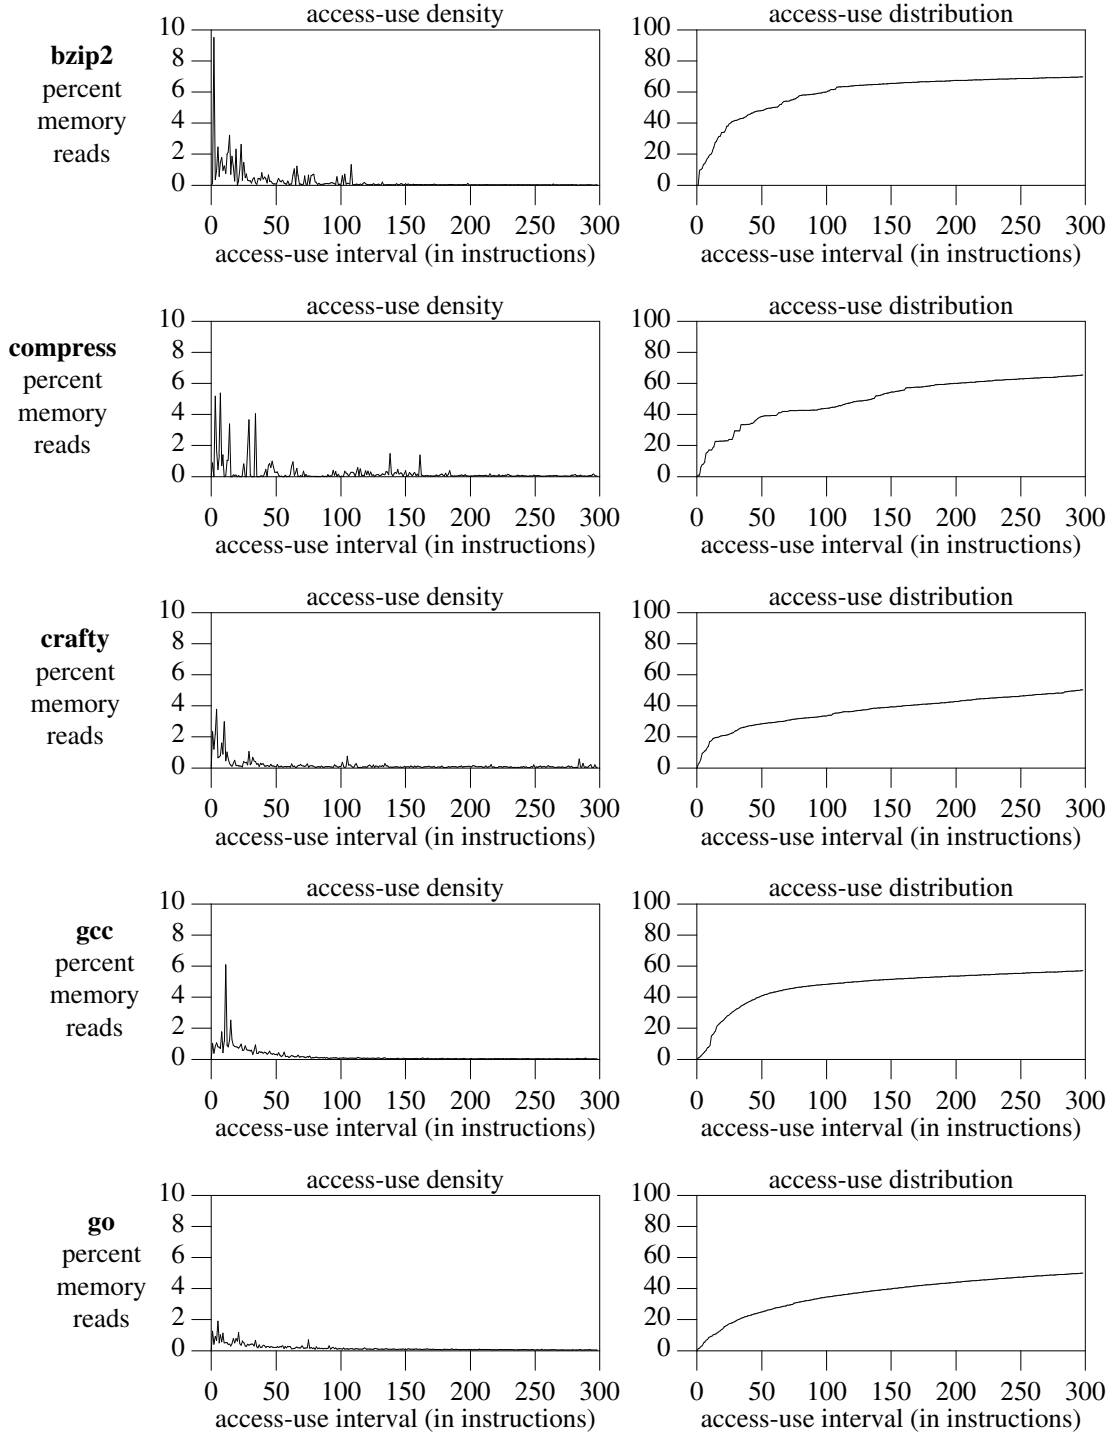 access-use density
access-use distribution
bzip2
percent
memory
reads
10
8
6
4
2
0
100
80
60
40
20
0
0 50 100 150 200 250 300
0 50 100 150 200 250 300
access-use interval (in instructions)
access-use interval (in instructions)
access-use density
access-use distribution
compress
percent
memory
reads
10
8
6
4
2
0
100
80
60
40
20
0
0 50 100 150 200 250 300
0 50 100 150 200 250 300
access-use interval (in instructions)
access-use interval (in instructions)
access-use density
access-use distribution
crafty
percent
memory
reads
10
8
6
4
2
0
100
80
60
40
20
0
0 50 100 150 200 250 300
0 50 100 150 200 250 300
access-use interval (in instructions)
access-use interval (in instructions)
access-use density
access-use distribution
gcc
percent
memory
reads
10
8
6
4
2
0
100
80
60
40
20
0
0 50 100 150 200 250 300
0 50 100 150 200 250 300
access-use interval (in instructions)
access-use interval (in instructions)
access-use density
access-use distribution
go
percent
memory
reads
10
8
6
4
2
0
100
80
60
40
20
0
0 50 100 150 200 250 300
0 50 100 150 200 250 300
access-use interval (in instructions)
access-use interval (in instructions)